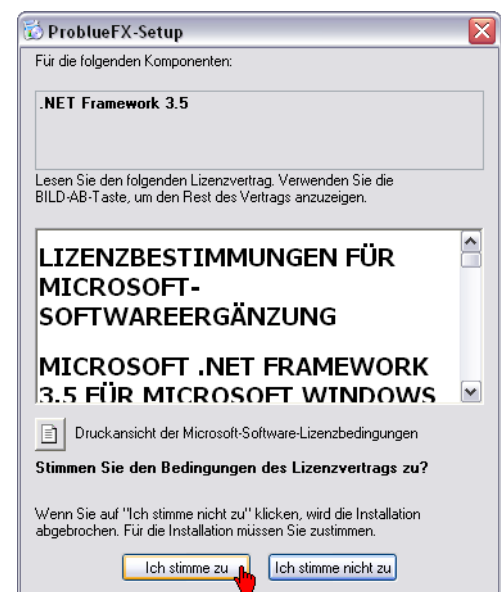 ProblueFX-Setup
Für die folgenden Komponenten:
.NET Framework 3.5
Lesen Sie den folgenden Lizenzvertrag. Verwenden Sie die
BILD-AB-Taste, um den Rest des Vertrags anzuzeigen.
LIZENZBESTIMMUNGEN FÜR
MICROSOFT-
SOFTWAREERGÄNZUNG
MICROSOFT .NET FRAMEWORK
3.5 FÜR MICROSOFT WINDOWS
Druckansicht der Microsoft-Software-Lizenzbedingungen
Stimmen Sie den Bedingungen des Lizenzvertrags zu?
Wenn Sie auf "Ich stimme nicht zu" klicken, wird die Installation
abgebrochen. Für die Installation müssen Sie zustimmen.
Ich stimme zu
Ich stimme nicht zu